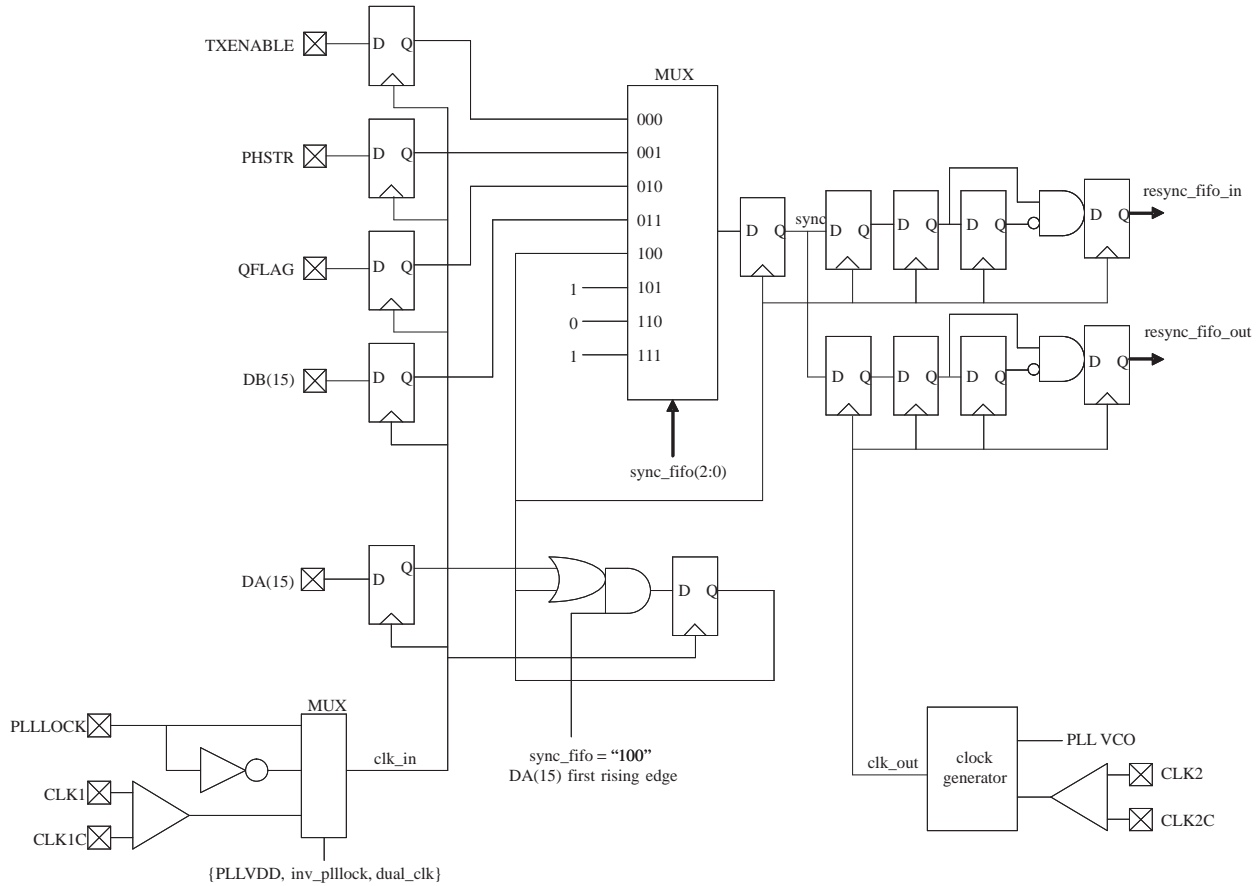 TXENABLE
D Q
PHSTR
D Q
QFLAG
D Q
DB(15)
D Q
MUX
000
001
010
011
100
1 101
0 110
1 111
sync_fifo(2:0)
D Q
sync
D Q
D Q
D Q
D Q
resync_fifo_in
D Q
D Q
D Q
D Q
resync_fifo_out
DA(15)
D Q
D Q
sync_fifo = “100”
DA(15) first rising edge
PLLLOCK
CLK1
CLK1C
MUX
clk_in
{PLLVDD, inv_plllock, dual_clk}
clk_out
clock
generator
PLL VCO
CLK2
CLK2C